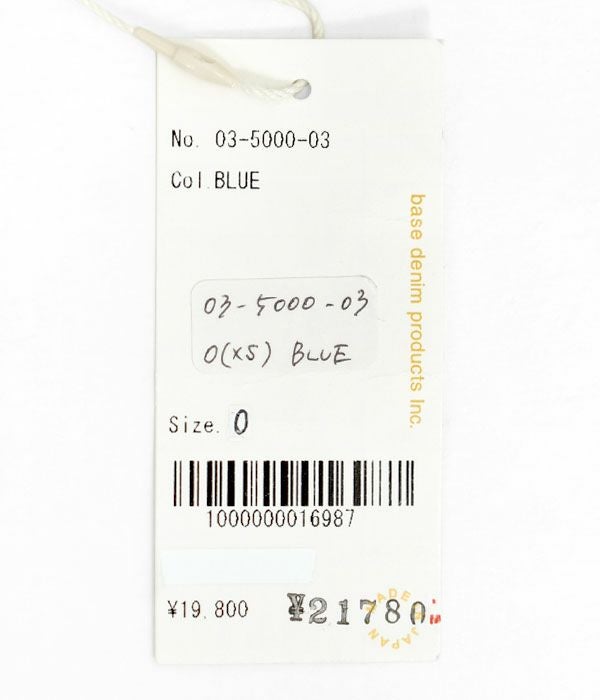 No. 03-5000-03
Col.BLUE
base denim products Inc.
03-5000-03
0(XS) BLUE
Size. 0
1000000016987
¥19.800 ¥21780
MADE IN JAPAN